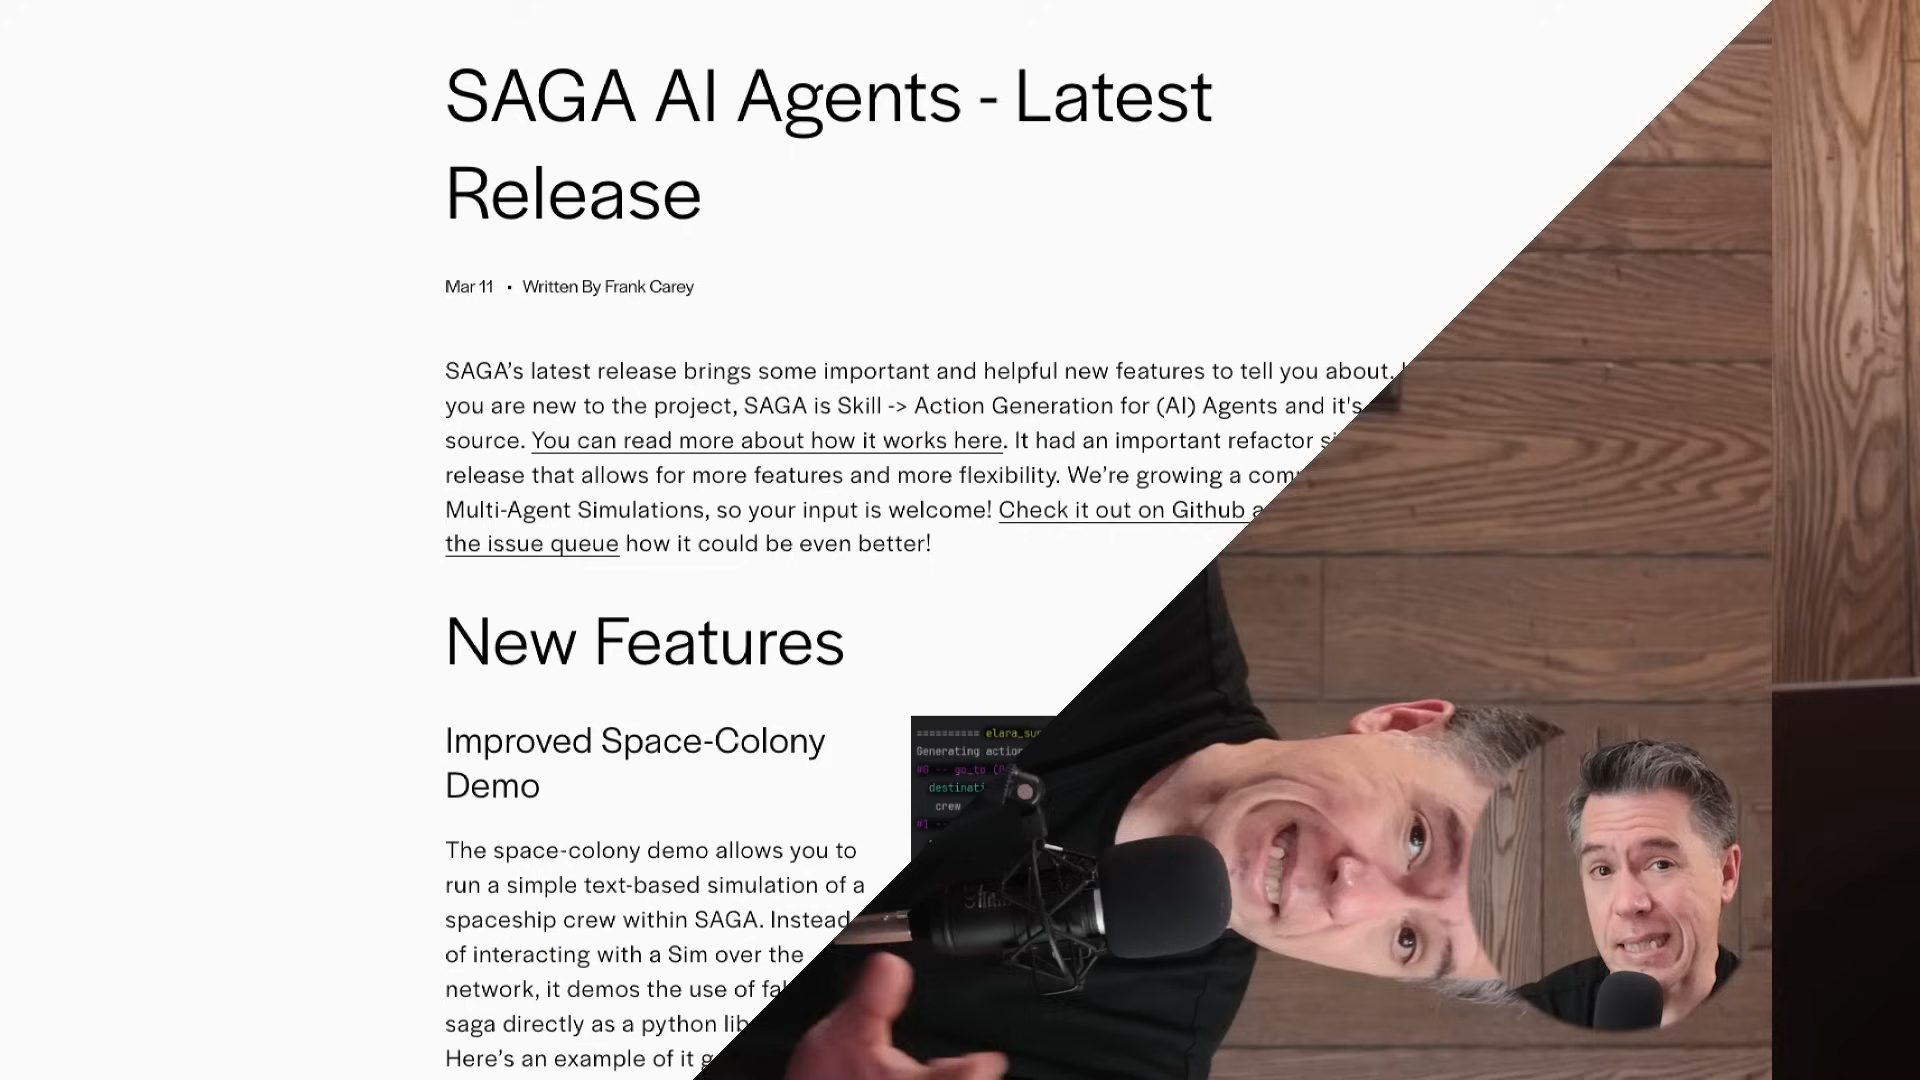 SAGA AI Agents - Latest
Release
Mar 11 • Written By Frank Carey
SAGA’s latest release brings some important and helpful new features to tell you about.
you are new to the project, SAGA is Skill -> Action Generation for (AI) Agents and it's
source. You can read more about how it works here. It had an important refactor
release that allows for more features and more flexibility. We’re growing a
Multi-Agent Simulations, so your input is welcome! Check it out on Github
the issue queue how it could be even better!
New Features
Improved Space-Colony
Demo
The space-colony demo allows you to
run a simple text-based simulation of a
spaceship crew within SAGA. Instead
of interacting with a Sim over the
network, it demos the use of
saga directly as a python
Here’s an example of it
==========
Generating
#0 -- go_to
crew
#1 --